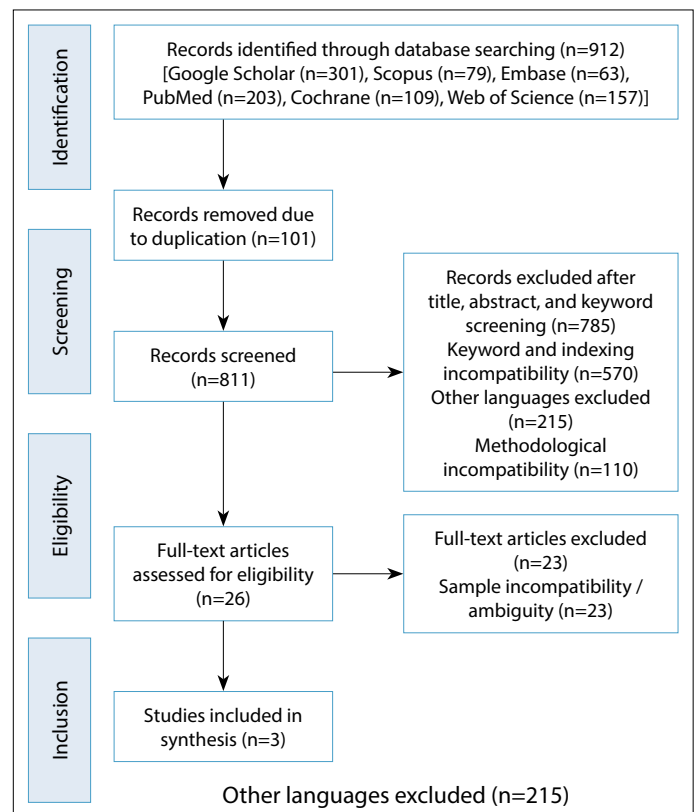 Identification
Records identified through database searching (n=912)
[Google Scholar (n=301), Scopus (n=79), Embase (n=63),
PubMed (n=203), Cochrane (n=109), Web of Science (n=157)]
Records removed due
to duplication (n=101)
Screening
Records screened
(n=811)
Records excluded after
title, abstract, and keyword
screening (n=785)
Keyword and indexing
incompatibility (n=570)
Other languages excluded
(n=215)
Methodological
incompatibility (n=110)
Eligibility
Full-text articles
assessed for eligibility
(n=26)
Full-text articles excluded
(n=23)
Sample incompatibility /
ambiguity (n=23)
Inclusion
Studies included in
synthesis (n=3)
Other languages excluded (n=215)